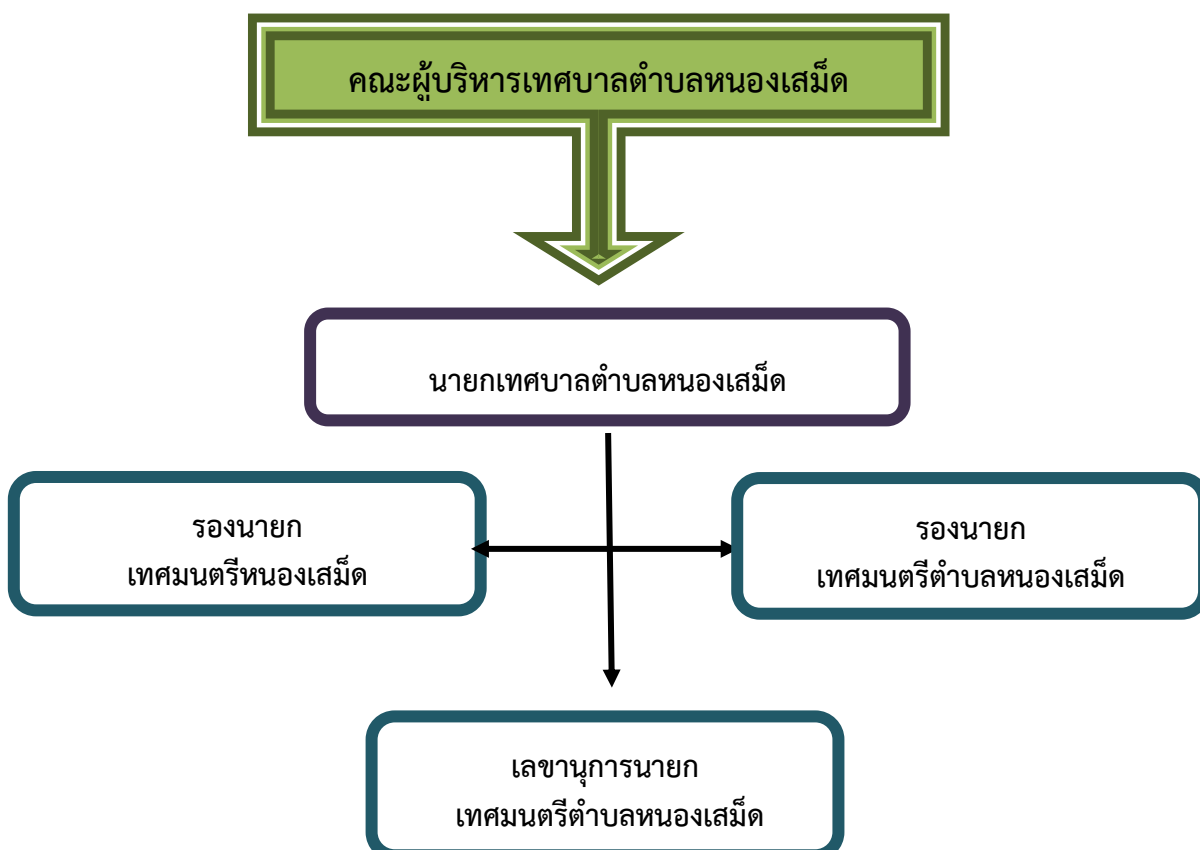 คณะผู้บริหารเทศบาลตำบลหนองเสม็ด
นายกเทศบาลตำบลหนองเสม็ด
รองนายก
เทศมนตรีหนองเสม็ด
รองนายก
เทศมนตรีตำบลหนองเสม็ด
เลขานุการนายก
เทศมนตรีตำบลหนองเสม็ด